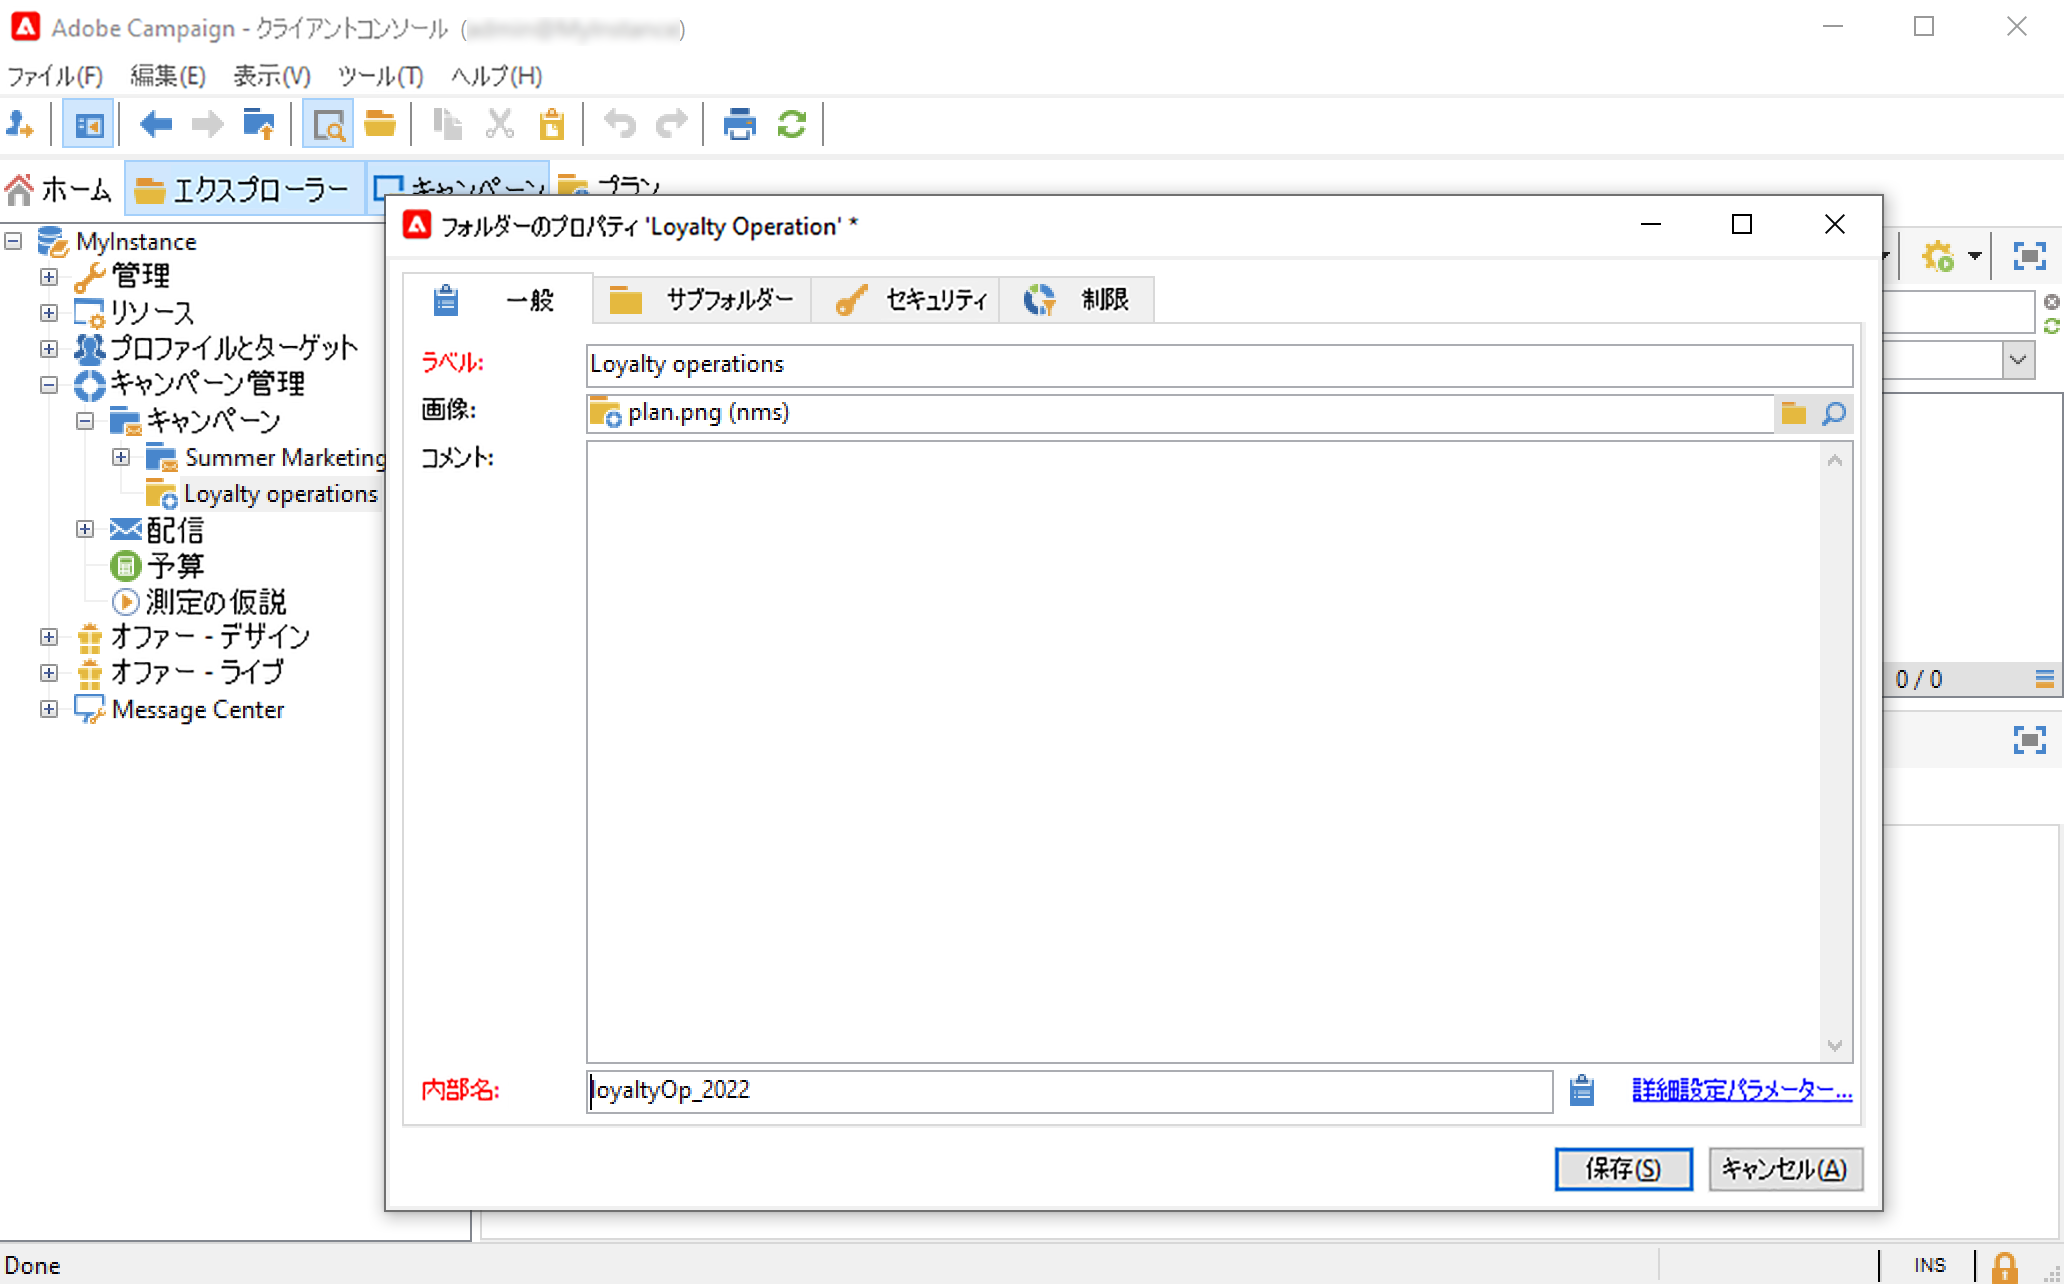 Adobe Campaign - クライアントコンソール
ファイル(F) 編集(E) 表示(V) ツール(T) ヘルプ(H)
ホーム エクスプローラー キャンペーン プラン
MyInstance
管理
リソース
プロファイルとターゲット
キャンペーン管理
キャンペーン
Summer Marketing
Loyalty operations
配信
予算
測定の仮説
オファー - デザイン
オファー - ライブ
Message Center
フォルダーのプロパティ 'Loyalty Operation' *
一般 サブフォルダー セキュリティ 制限
ラベル: Loyalty operations
画像: plan.png (nms)
コメント:
内部名: loyaltyOp_2022 詳細設定パラメーター...
保存(S) キャンセル(A)
0 / 0
Done INS